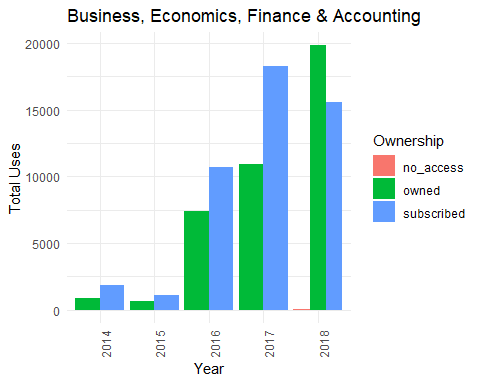 Business, Economics, Finance & Accounting
Total Uses
20000
15000
10000
5000
0
2014
2015
2016
2017
2018
Year
Ownership
no_access
owned
subscribed